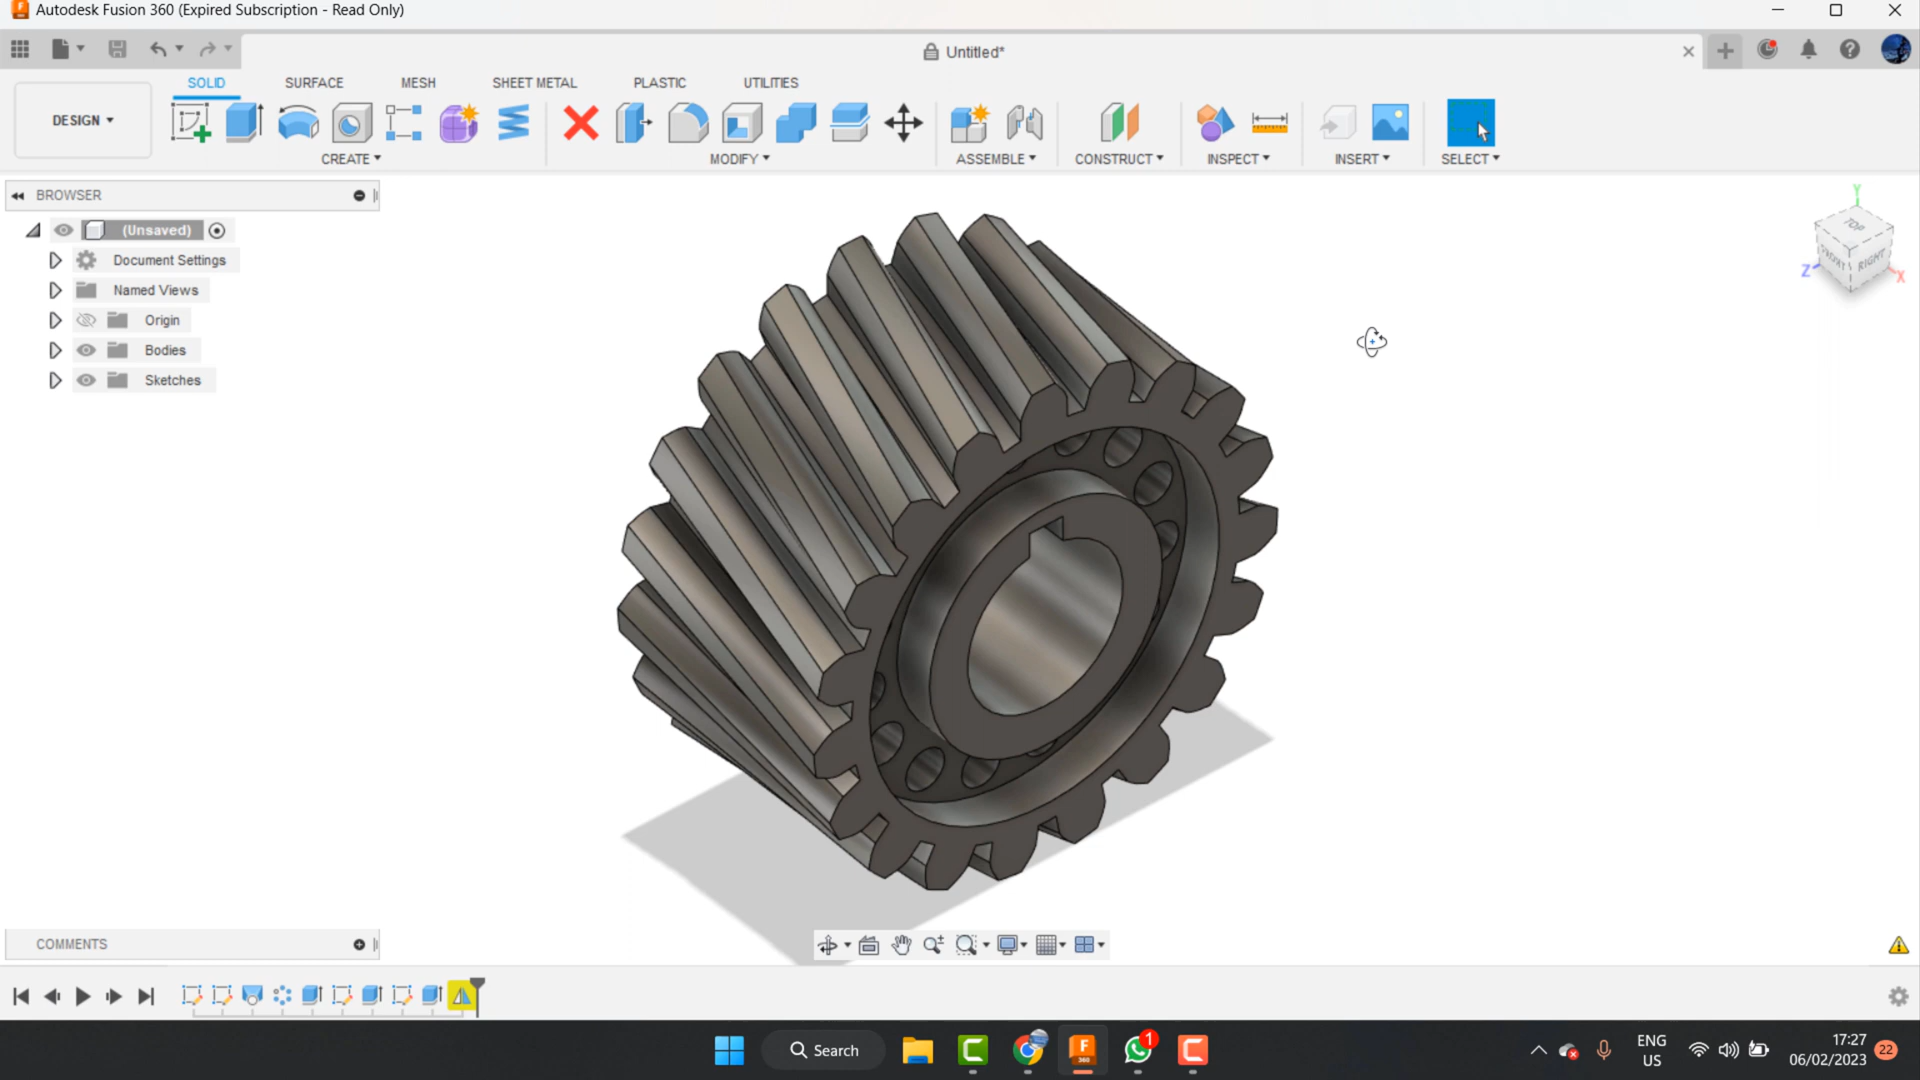 Autodesk Fusion 360 (Expired Subscription - Read Only)
Untitled*
SOLID SURFACE MESH SHEET METAL PLASTIC UTILITIES
DESIGN
CREATE MODIFY ASSEMBLE CONSTRUCT INSPECT INSERT SELECT
BROWSER
(Unsaved)
Document Settings
Named Views
Origin
Bodies
Sketches
Y
TOP
RIGHT
Z
X
COMMENTS
Search
F
360
1
ENG
US
17:27
06/02/2023
22